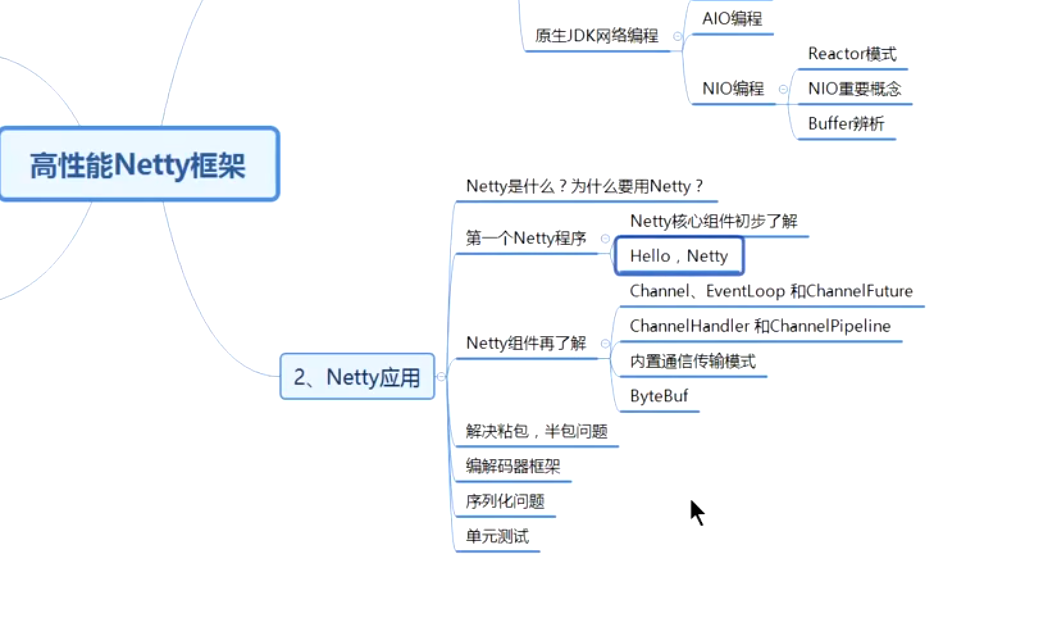 AIO编程
原生JDK网络编程
Reactor模式
NIO编程
NIO重要概念
Buffer辨析
高性能Netty框架
Netty是什么？为什么要用Netty？
Netty核心组件初步了解
第一个Netty程序
Hello，Netty
Channel、EventLoop 和ChannelFuture
ChannelHandler 和ChannelPipeline
Netty组件再了解
内置通信传输模式
2、Netty应用
ByteBuf
解决粘包，半包问题
编解码器框架
序列化问题
单元测试